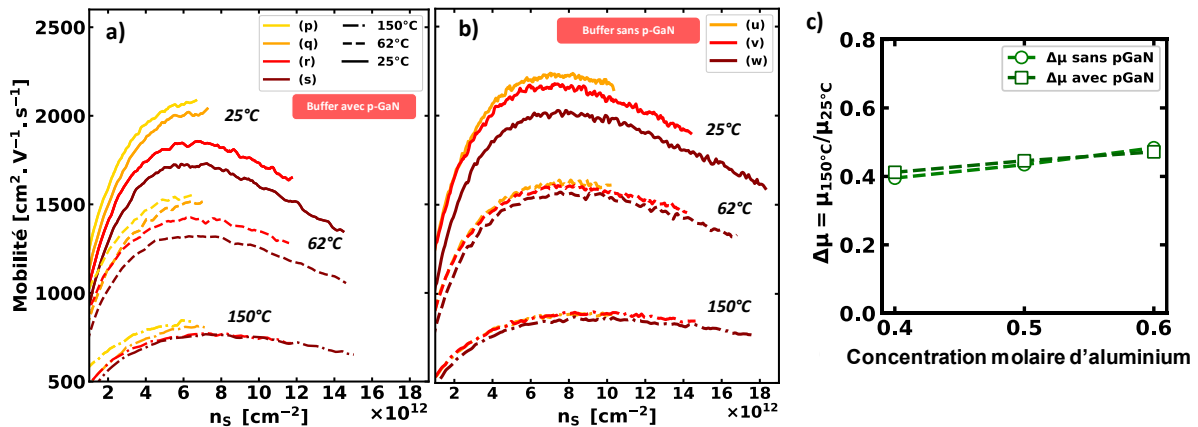 a)
(p)
(q)
(r)
(s)
150°C
62°C
25°C
Buffer avec p-GaN
25°C
62°C
150°C
Mobilité [cm². V⁻¹. s⁻¹]
2500
2000
1500
1000
500
2 4 6 8 10 12 14 16 18
nS [cm⁻²]
×10¹²
b)
Buffer sans p-GaN
(u)
(v)
(w)
25°C
62°C
150°C
2 4 6 8 10 12 14 16 18
nS [cm⁻²]
×10¹²
c)
Δμ sans pGaN
Δμ avec pGaN
Δμ = μ150°C/μ25°C
0.8
0.6
0.4
0.2
0.0
0.4 0.5 0.6
Concentration molaire d'aluminium